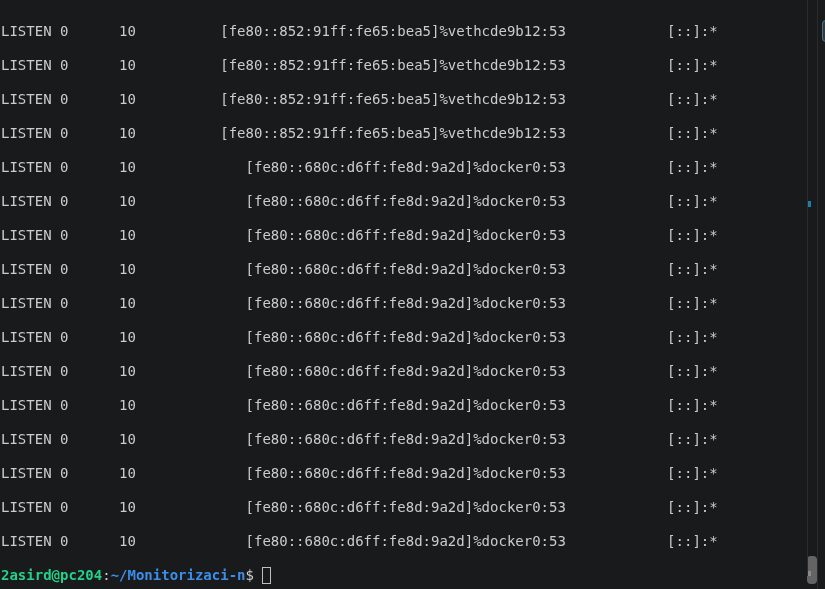 LISTEN 0      10          [fe80::852:91ff:fe65:bea5]%vethcde9b12:53            [::]:*
LISTEN 0      10          [fe80::852:91ff:fe65:bea5]%vethcde9b12:53            [::]:*
LISTEN 0      10          [fe80::852:91ff:fe65:bea5]%vethcde9b12:53            [::]:*
LISTEN 0      10          [fe80::852:91ff:fe65:bea5]%vethcde9b12:53            [::]:*
LISTEN 0      10             [fe80::680c:d6ff:fe8d:9a2d]%docker0:53            [::]:*
LISTEN 0      10             [fe80::680c:d6ff:fe8d:9a2d]%docker0:53            [::]:*
LISTEN 0      10             [fe80::680c:d6ff:fe8d:9a2d]%docker0:53            [::]:*
LISTEN 0      10             [fe80::680c:d6ff:fe8d:9a2d]%docker0:53            [::]:*
LISTEN 0      10             [fe80::680c:d6ff:fe8d:9a2d]%docker0:53            [::]:*
LISTEN 0      10             [fe80::680c:d6ff:fe8d:9a2d]%docker0:53            [::]:*
LISTEN 0      10             [fe80::680c:d6ff:fe8d:9a2d]%docker0:53            [::]:*
LISTEN 0      10             [fe80::680c:d6ff:fe8d:9a2d]%docker0:53            [::]:*
LISTEN 0      10             [fe80::680c:d6ff:fe8d:9a2d]%docker0:53            [::]:*
LISTEN 0      10             [fe80::680c:d6ff:fe8d:9a2d]%docker0:53            [::]:*
LISTEN 0      10             [fe80::680c:d6ff:fe8d:9a2d]%docker0:53            [::]:*
LISTEN 0      10             [fe80::680c:d6ff:fe8d:9a2d]%docker0:53            [::]:*
2asird@pc204:~/Monitorizaci-n$